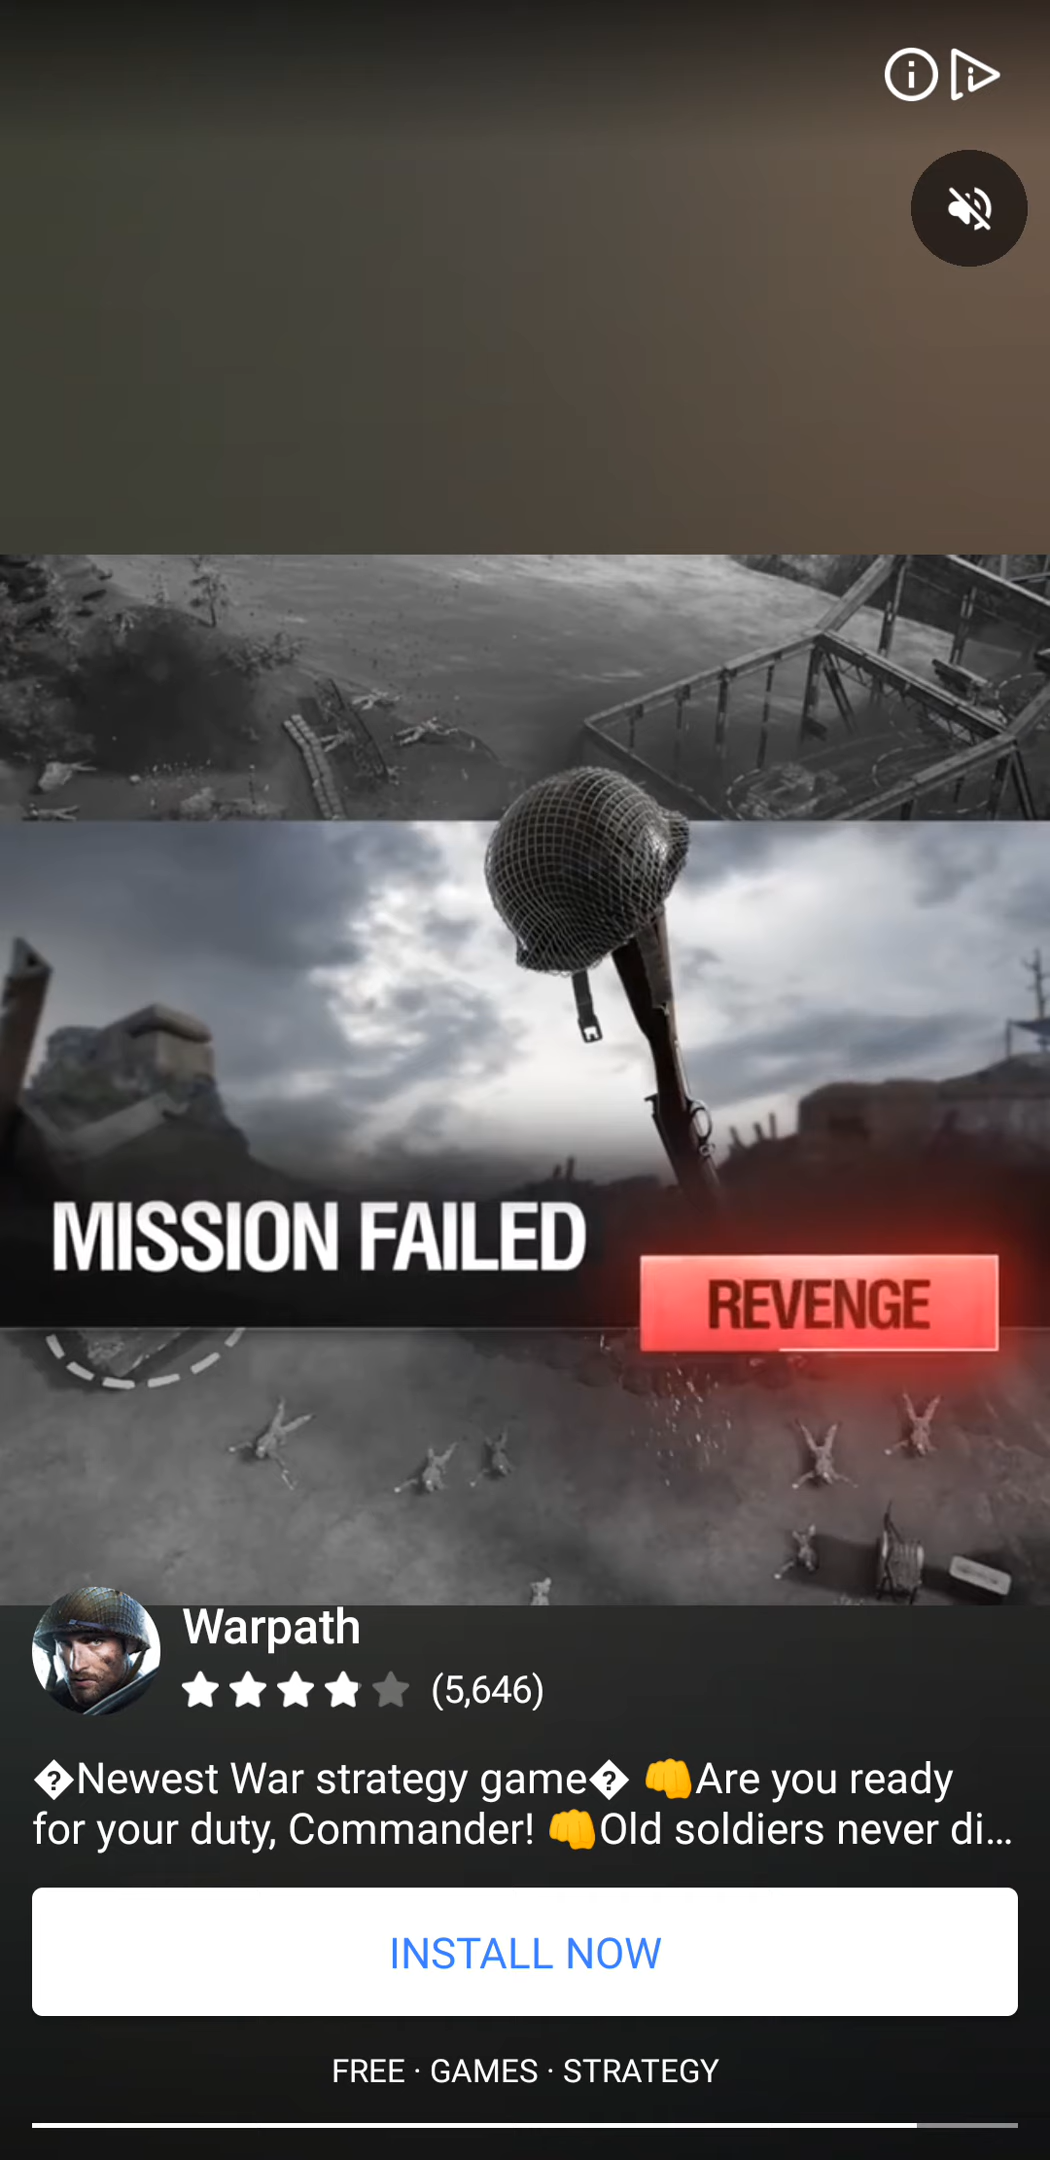 MISSION FAILED
REVENGE
Warpath
(5,646)
�Newest War strategy game� 👊Are you ready
for your duty, Commander! 👊Old soldiers never di...
INSTALL NOW
FREE · GAMES · STRATEGY